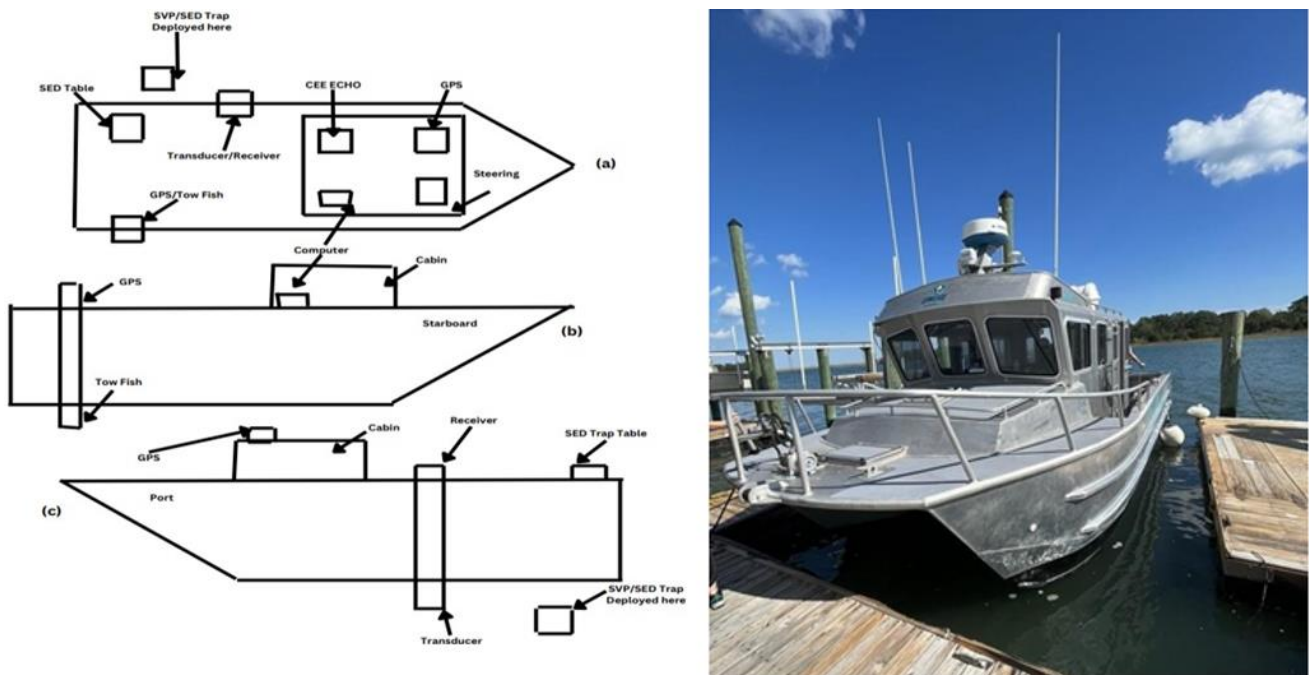 SVP/SED Trap
Deployed here
SED Table
CEE ECHO
GPS
Transducer/Receiver
(a)
Steering
GPS/Tow Fish
Computer
Cabin
GPS
Starboard
(b)
Tow Fish
Receiver
Cabin
SED Trap Table
GPS
Port
(c)
SVP/SED Trap
Deployed here
Transducer